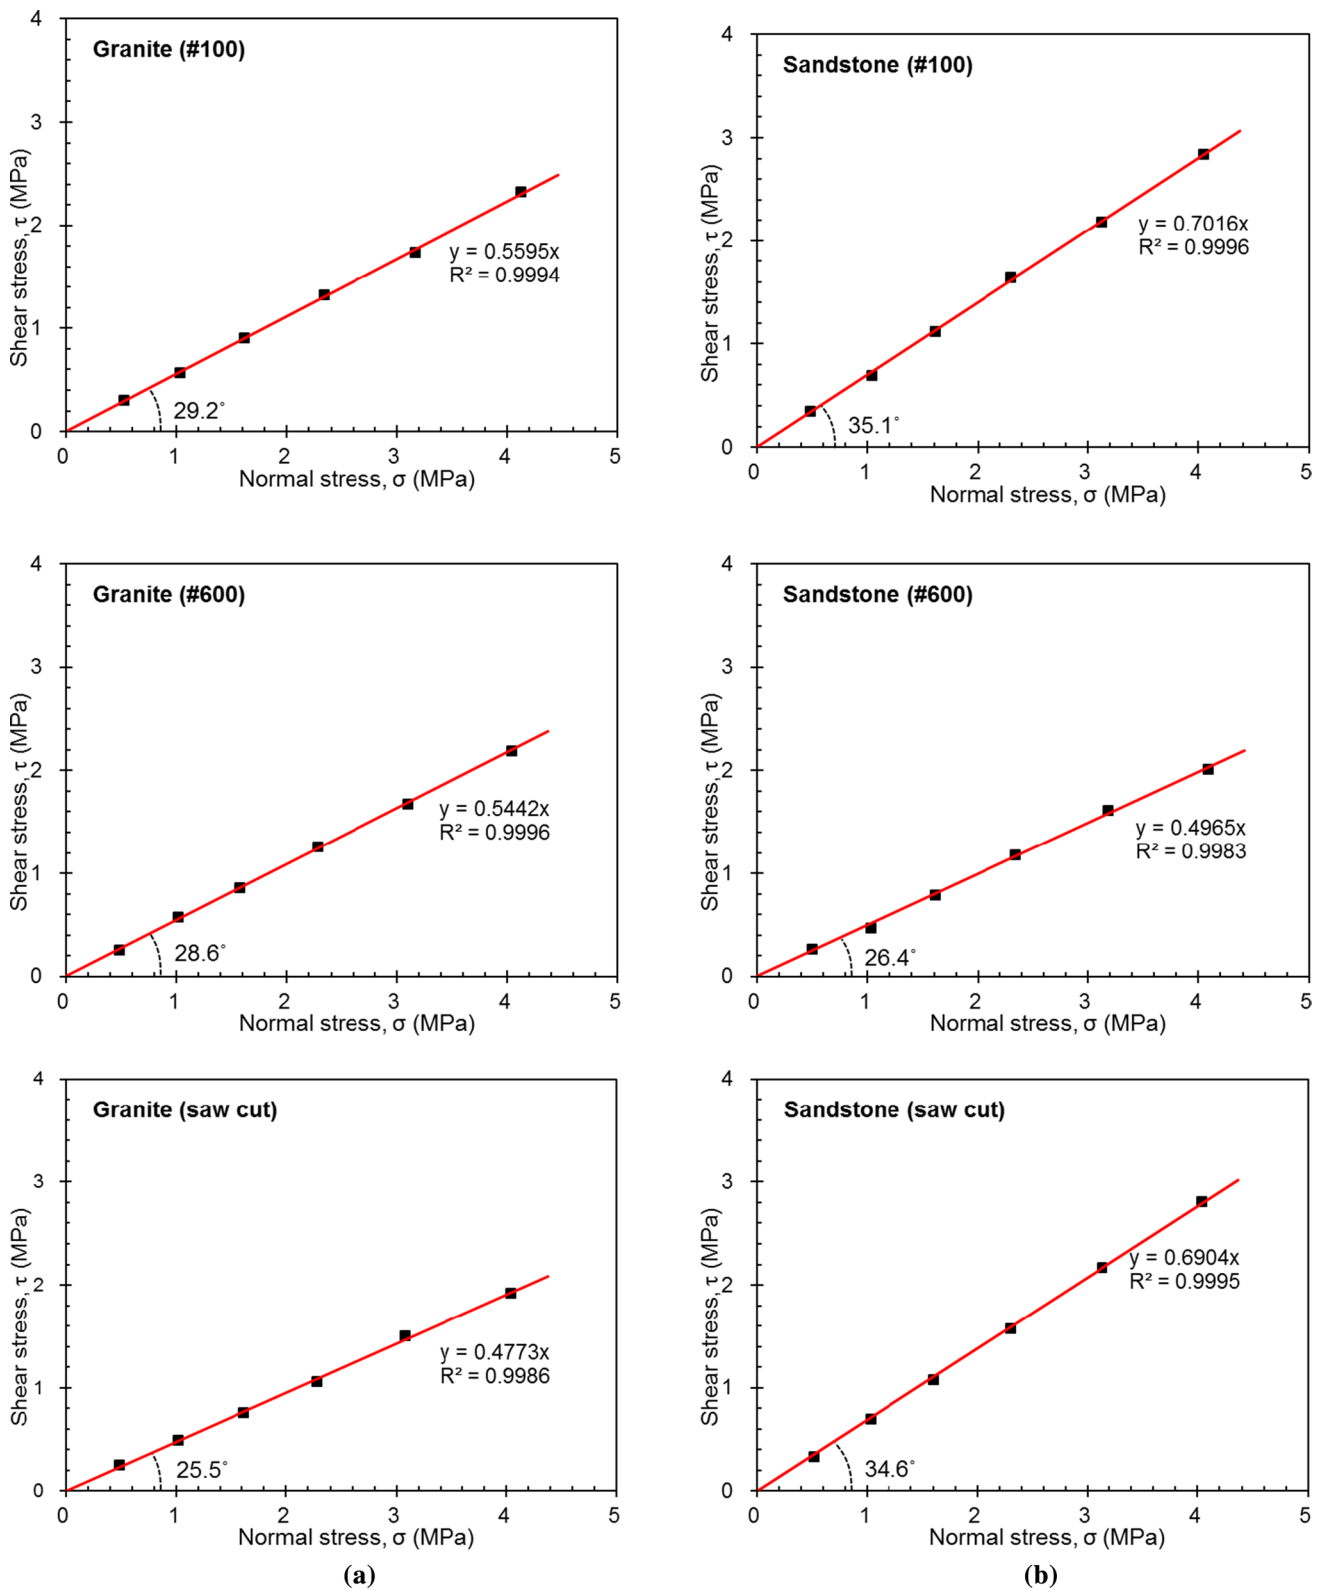 Granite (#100)
4
3
2
1
0
Shear stress, τ (MPa)
y = 0.5595x
R² = 0.9994
29.2°
0 1 2 3 4 5
Normal stress, σ (MPa)
Sandstone (#100)
4
3
2
1
0
Shear stress, τ (MPa)
y = 0.7016x
R² = 0.9996
35.1°
0 1 2 3 4 5
Normal stress, σ (MPa)
Granite (#600)
4
3
2
1
0
Shear stress, τ (MPa)
y = 0.5442x
R² = 0.9996
28.6°
0 1 2 3 4 5
Normal stress, σ (MPa)
Sandstone (#600)
4
3
2
1
0
Shear stress, τ (MPa)
y = 0.4965x
R² = 0.9983
26.4°
0 1 2 3 4 5
Normal stress, σ (MPa)
Granite (saw cut)
4
3
2
1
0
Shear stress, τ (MPa)
y = 0.4773x
R² = 0.9986
25.5°
0 1 2 3 4 5
Normal stress, σ (MPa)
(a)
Sandstone (saw cut)
4
3
2
1
0
Shear stress, τ (MPa)
y = 0.6904x
R² = 0.9995
34.6°
0 1 2 3 4 5
Normal stress, σ (MPa)
(b)